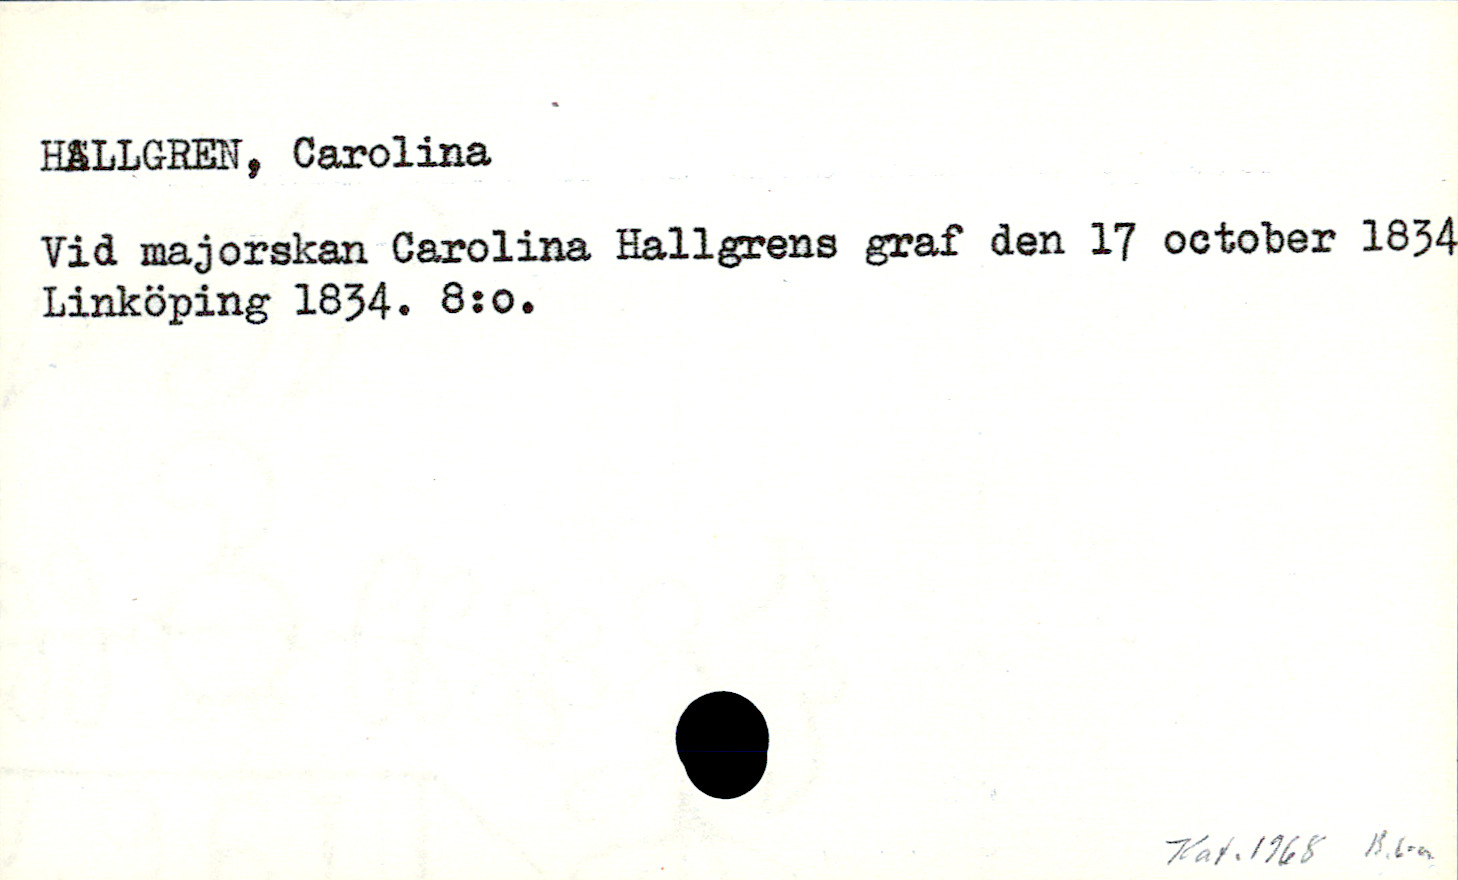 HALLGREN, Carolina
Vid majorskan Carolina Hallgrens graf den 17 october 1834
Linköping 1834. 8:o.
Kat. 1968